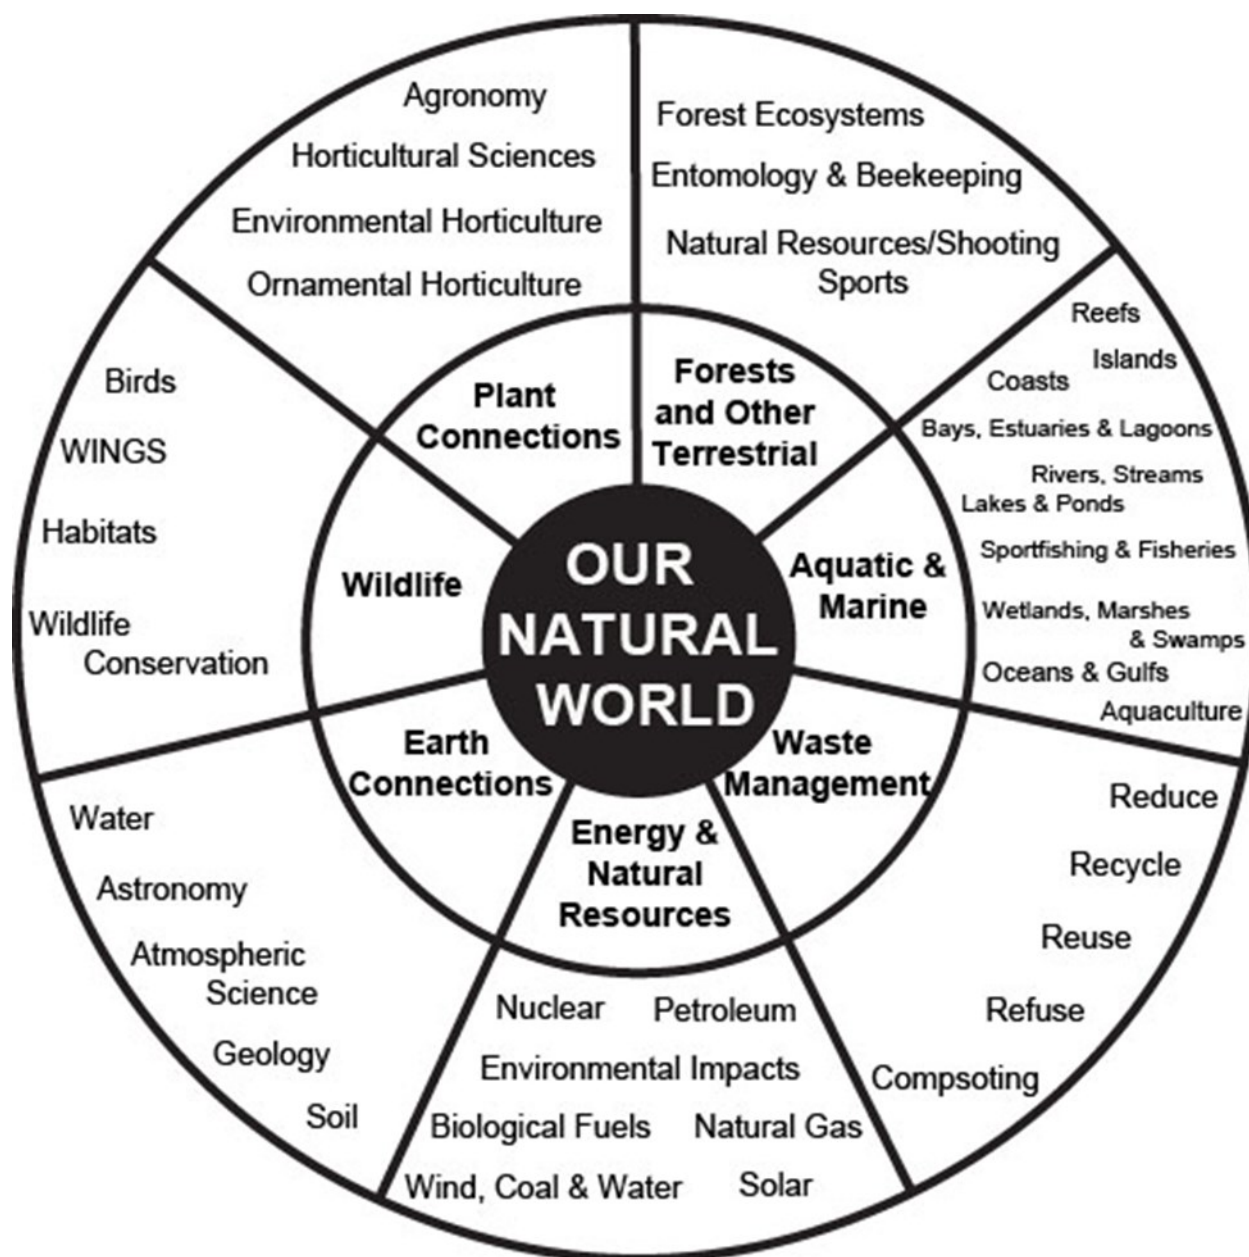 OUR
NATURAL
WORLD
Plant
Connections
Agronomy
Horticultural Sciences
Environmental Horticulture
Ornamental Horticulture
Forests
and Other
Terrestrial
Forest Ecosystems
Entomology & Beekeeping
Natural Resources/Shooting
Sports
Aquatic &
Marine
Reefs
Islands
Coasts
Bays, Estuaries & Lagoons
Rivers, Streams
Lakes & Ponds
Sportfishing & Fisheries
Wetlands, Marshes
& Swamps
Oceans & Gulfs
Aquaculture
Waste
Management
Reduce
Recycle
Reuse
Refuse
Compsoting
Energy &
Natural
Resources
Nuclear
Petroleum
Environmental Impacts
Biological Fuels
Natural Gas
Wind, Coal & Water
Solar
Earth
Connections
Water
Astronomy
Atmospheric
Science
Geology
Soil
Wildlife
Birds
WINGS
Habitats
Wildlife
Conservation